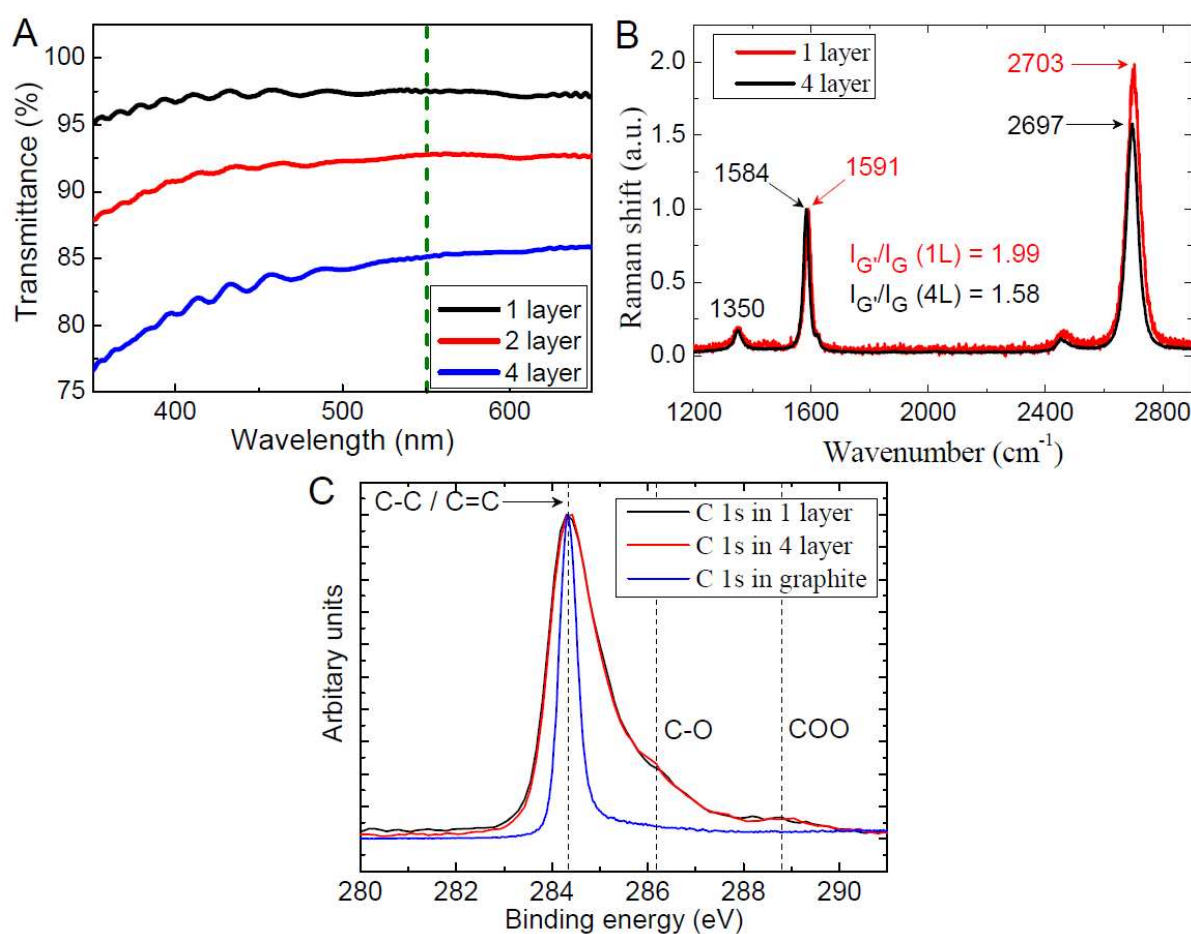 A
Transmittance (%)
100
95
90
85
80
75
1 layer
2 layer
4 layer
400
500
600
Wavelength (nm)
B
Raman shift (a.u.)
2.0
1.5
1.0
0.5
0.0
1 layer
4 layer
2703
2697
1584
1591
I_G'/I_G (1L) = 1.99
I_G'/I_G (4L) = 1.58
1350
1200
1600
2000
2400
2800
Wavenumber (cm⁻¹)
C
C-C / C=C
C 1s in 1 layer
C 1s in 4 layer
C 1s in graphite
Arbitary units
C-O
COO
280
282
284
286
288
290
Binding energy (eV)